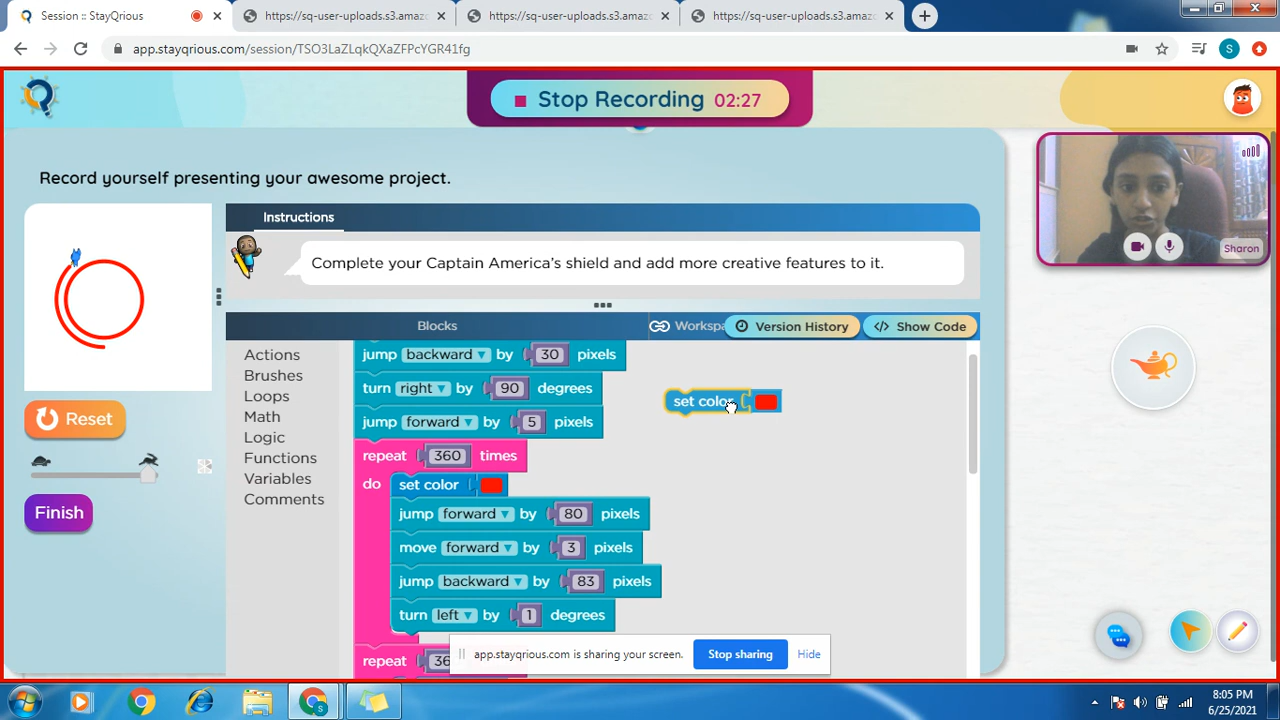 Session :: StayQrious
https://sq-user-uploads.s3.amaz
https://sq-user-uploads.s3.amaz
https://sq-user-uploads.s3.amaz
app.stayqrious.com/session/TSO3LaZLqkQXaZFPcYGR41fg
S
Stop Recording 02:27
Record yourself presenting your awesome project.
Instructions
Complete your Captain America's shield and add more creative features to it.
Sharon
Blocks
Workspa
Version History
</> Show Code
Actions
Brushes
Loops
Math
Logic
Functions
Variables
Comments
jump backward by 30 pixels
turn right by 90 degrees
jump forward by 5 pixels
repeat 360 times
do set color
jump forward by 80 pixels
move forward by 3 pixels
jump backward by 83 pixels
turn left by 1 degrees
repeat 36
set color
Reset
Finish
app.stayqrious.com is sharing your screen.
Stop sharing
Hide
8:05 PM
6/25/2021